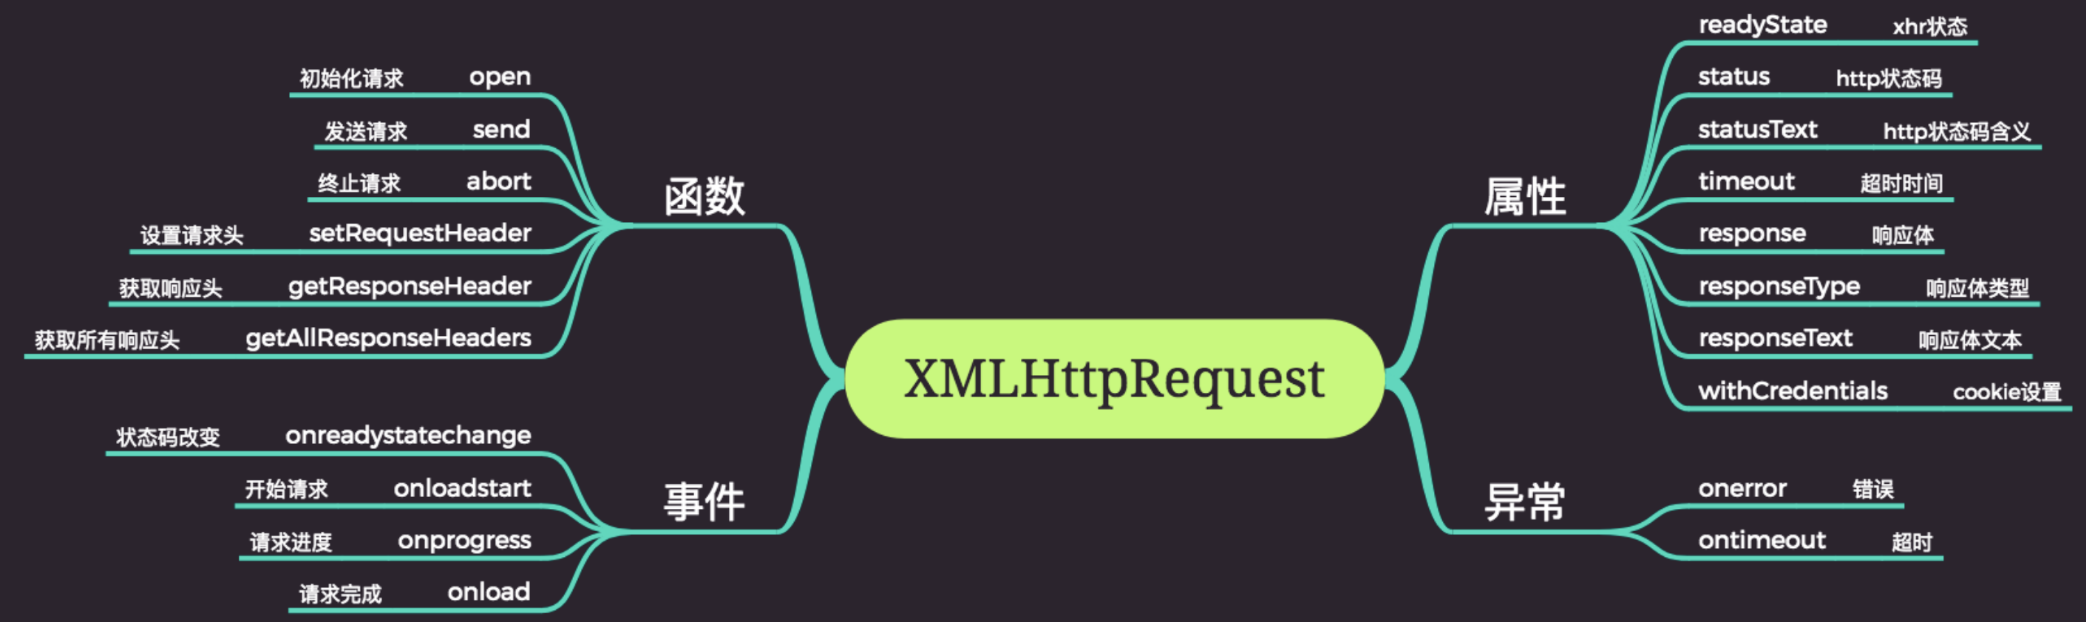 XMLHttpRequest
函数
open 初始化请求
send 发送请求
abort 终止请求
setRequestHeader 设置请求头
getResponseHeader 获取响应头
getAllResponseHeaders 获取所有响应头
事件
onreadystatechange 状态码改变
onloadstart 开始请求
onprogress 请求进度
onload 请求完成
属性
readyState xhr状态
status http状态码
statusText http状态码含义
timeout 超时时间
response 响应体
responseType 响应体类型
responseText 响应体文本
withCredentials cookie设置
异常
onerror 错误
ontimeout 超时